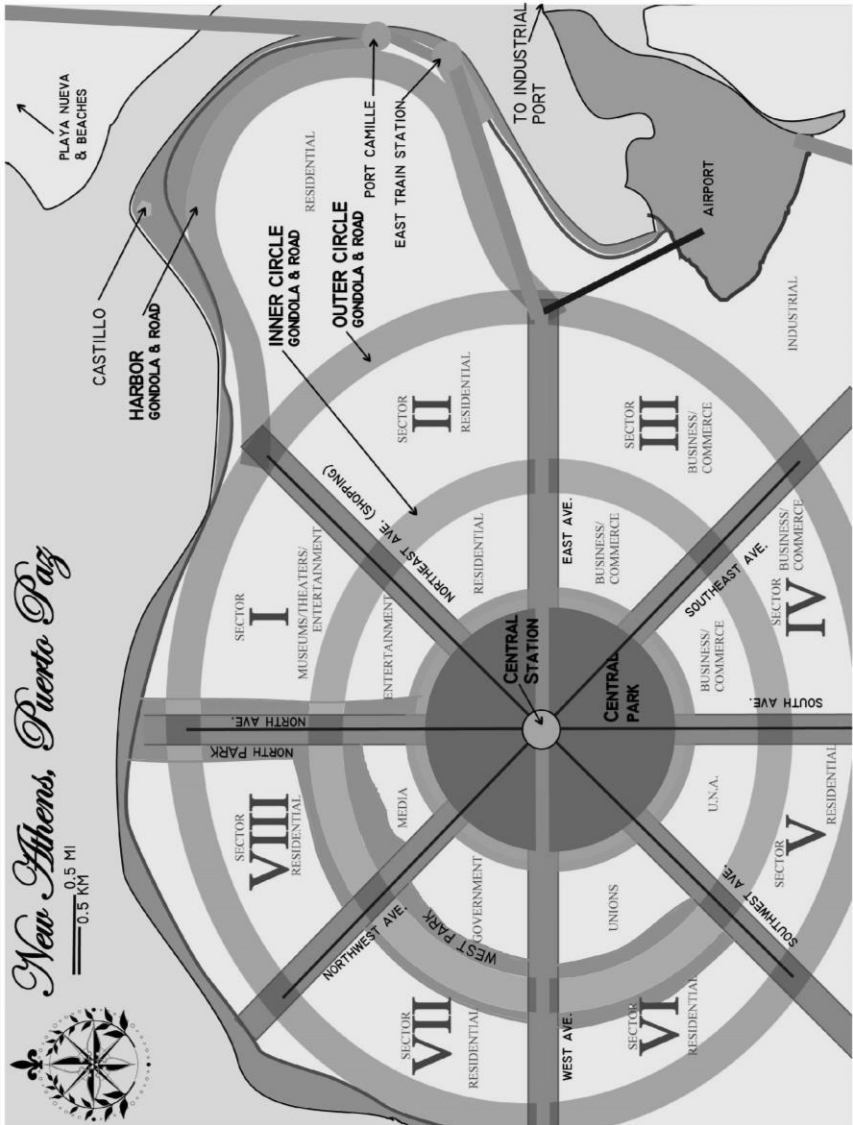 New Athens, Puerto Paz
0.5 MI
0.5 KM
PLAYA NUEVA
& BEACHES
CASTILLO
HARBOR
GONDOLA & ROAD
RESIDENTIAL
PORT CAMILLE
EAST TRAIN STATION
INNER CIRCLE
GONDOLA & ROAD
OUTER CIRCLE
GONDOLA & ROAD
TO INDUSTRIAL
PORT
AIRPORT
INDUSTRIAL
SECTOR
VIII
RESIDENTIAL
NORTH PARK
NORTH AVE.
SECTOR
I
MUSEUMS/THEATERS/
ENTERTAINMENT
ENTERTAINMENT
NORTHEAST AVE. (SHOPPING)
SECTOR
II
RESIDENTIAL
RESIDENTIAL
NORTHWEST AVE.
MEDIA
GOVERNMENT
WEST PARK
SECTOR
VII
RESIDENTIAL
WEST AVE.
CENTRAL
STATION
EAST AVE.
CENTRAL
PARK
UNIONS
BUSINESS/
COMMERCE
SECTOR
III
BUSINESS/
COMMERCE
SECTOR
VI
RESIDENTIAL
SOUTHWEST AVE.
U.N.A.
BUSINESS/
COMMERCE
SOUTHEAST AVE.
SECTOR
V
RESIDENTIAL
SOUTH AVE.
SECTOR
IV
BUSINESS/
COMMERCE